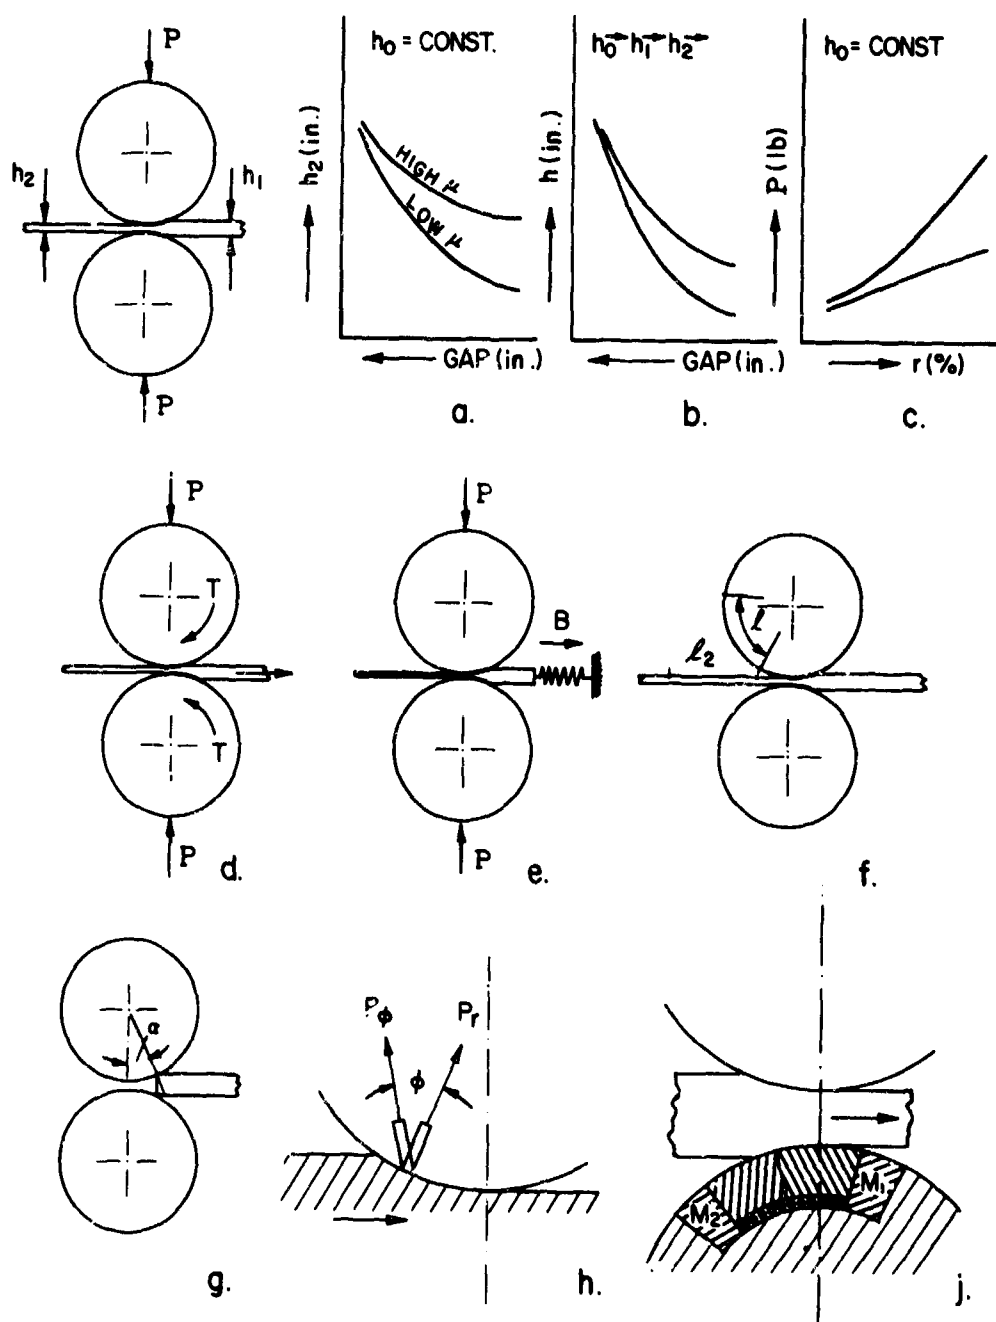 P
h₂
h₁
P
h₀ = CONST.
h₂ (in.)
HIGH μ
LOW μ
GAP (in.)
a.
h₀ → h₁ → h₂ →
h (in.)
GAP (in.)
b.
h₀ = CONST
P (lb)
r (%)
c.
P
T
T
P
d.
P
B
P
e.
ℓ
ℓ₂
f.
α
g.
Pϕ
Pr
ϕ
h.
M₁
M₂
j.